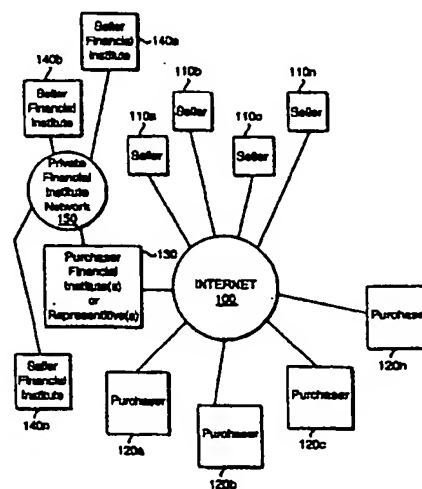 Seller
Financial
Institute
140a
140b
Seller
Financial
Institute
110b
110n
Seller
Seller
110a
110c
Seller
Seller
Private
Financial
Institute
Network
150
130
Purchaser
Financial
Institute(s)
or
Representitive(s)
INTERNET
100
Purchaser
120n
Seller
Financial
Institute
140n
Purchaser
120a
Purchaser
120b
Purchaser
120c